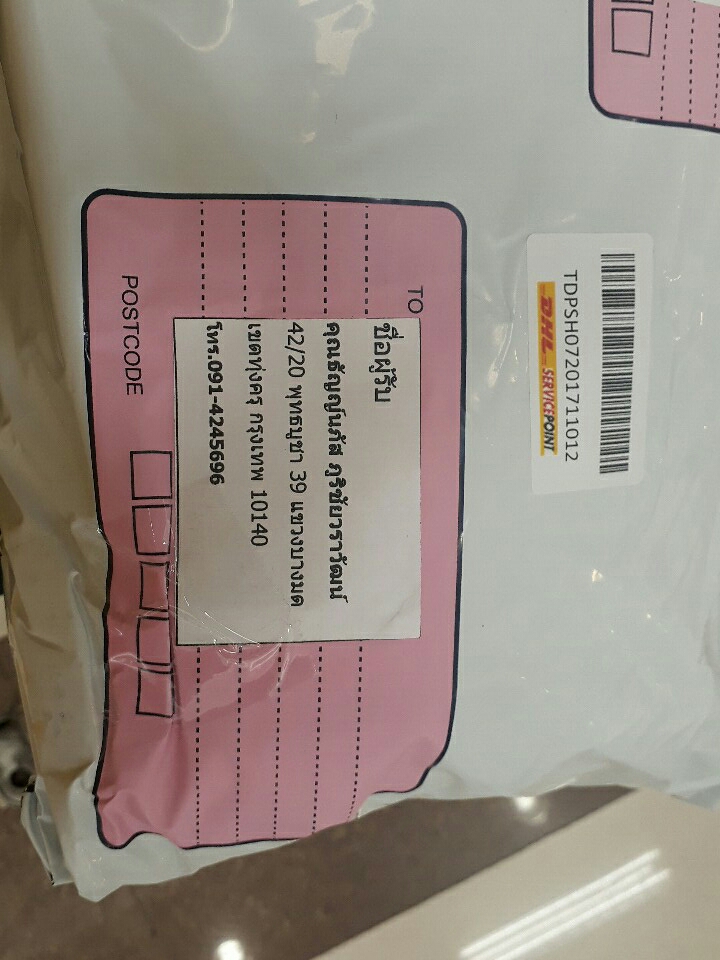 TO
ชื่อผู้รับ
คุณธัญญ์นภัส ภูริชัยวราวัฒน์
42/20 พุทธบูชา 39 แขวงบางมด
เขตทุ่งครุ กรุงเทพ 10140
โทร.091-4245696
POSTCODE
TDPSH07201711012
DHL SERVICEPOINT